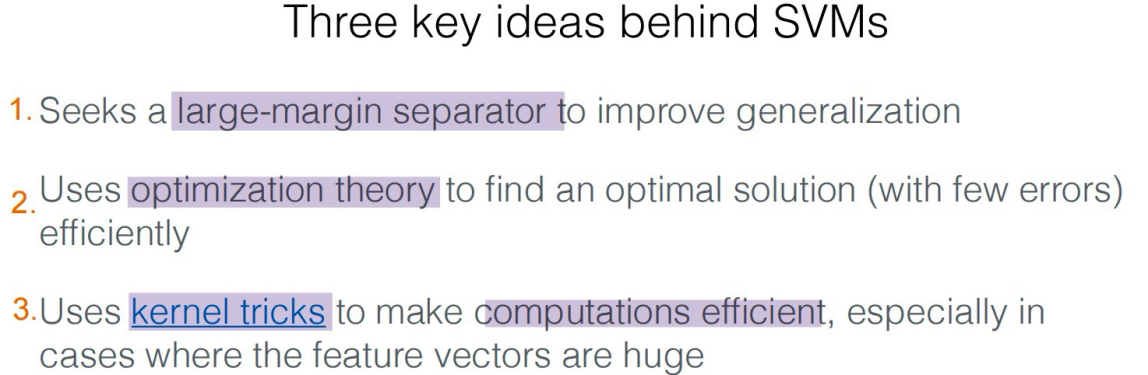 Three key ideas behind SVMs
1. Seeks a large-margin separator to improve generalization
2. Uses optimization theory to find an optimal solution (with few errors)
efficiently
3. Uses kernel tricks to make computations efficient, especially in
cases where the feature vectors are huge